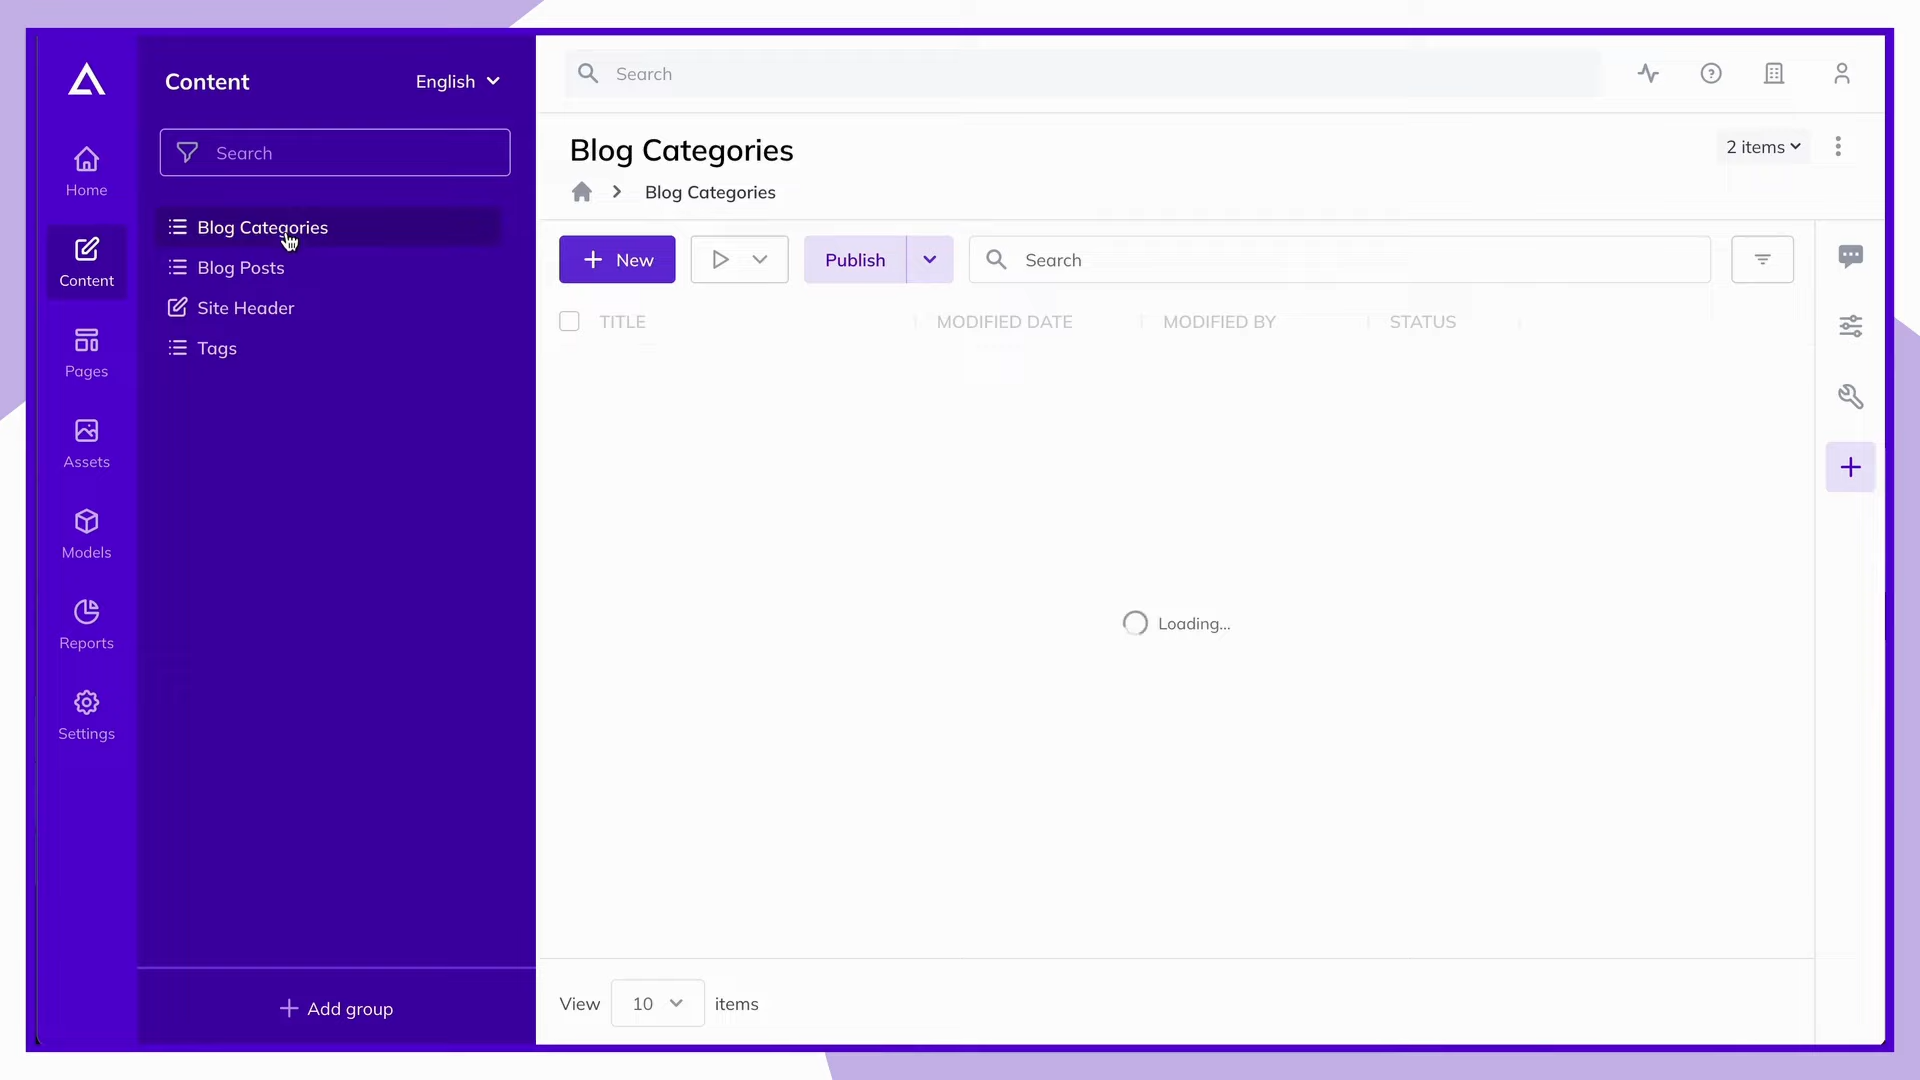 Content
English
Search
Blog Categories
Blog Posts
Site Header
Tags
Add group
Home
Content
Pages
Assets
Models
Reports
Settings
Search
Blog Categories
2 items
Blog Categories
New
Publish
Search
TITLE
MODIFIED DATE
MODIFIED BY
STATUS
Loading...
View
10
items